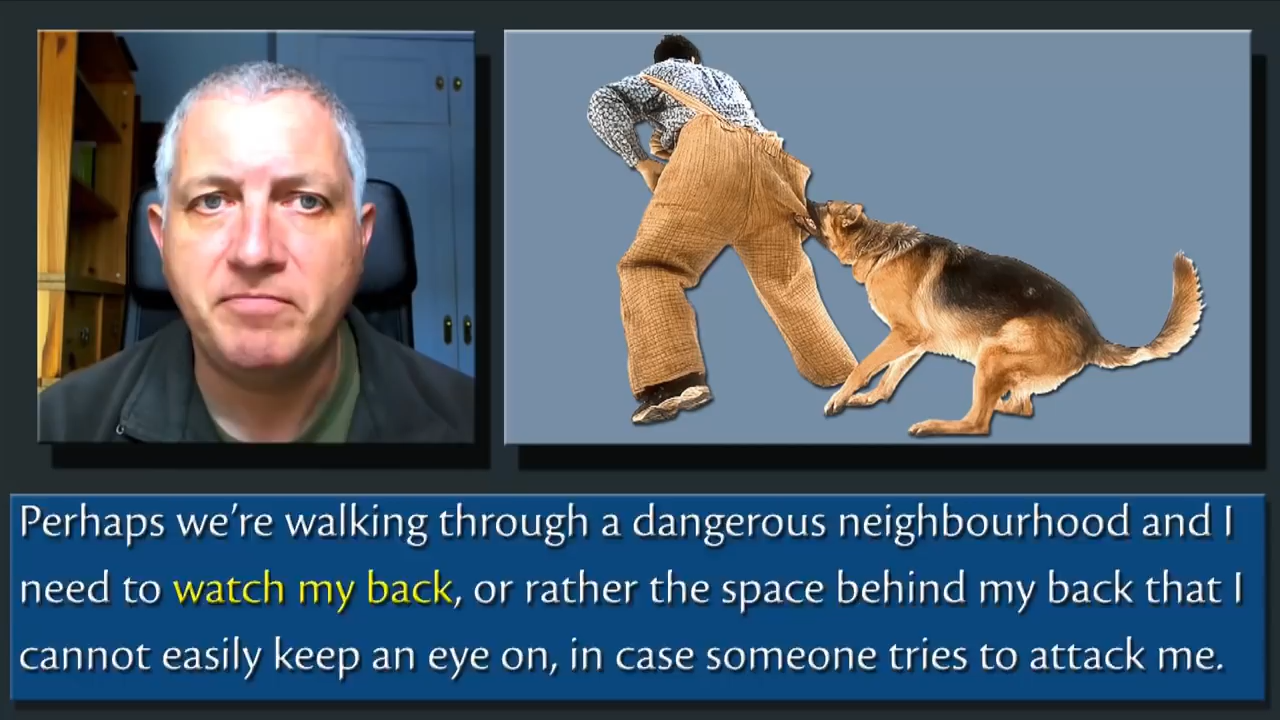 Perhaps we're walking through a dangerous neighbourhood and I
need to watch my back, or rather the space behind my back that I
cannot easily keep an eye on, in case someone tries to attack me.